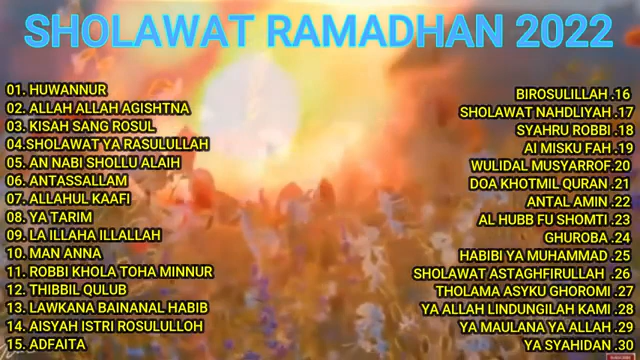 SHOLAWAT RAMADHAN 2022
01. HUWANNUR
02. ALLAH ALLAH AGISHTNA
03. KISAH SANG ROSUL
04.SHOLAWAT YA RASULULLAH
05. AN NABI SHOLLU ALAIH
06. ANTASSALLAM
07. ALLAHUL KAAFI
08. YA TARIM
09. LA ILLAHA ILLALLAH
10. MAN ANNA
11. ROBBI KHOLA TOHA MINNUR
12. THIBBIL QULUB
13. LAWKANA BAINANAL HABIB
14. AISYAH ISTRI ROSULULLOH
15. ADFAITA
BIROSULILLAH .16
SHOLAWAT NAHDLIYAH .17
SYAHRU ROBBI .18
AI MISKU FAH .19
WULIDAL MUSYARROF.20
DOA KHOTMIL QURAN .21
ANTAL AMIN .22
AL HUBB FU SHOMTI .23
GHUROBA .24
HABIBI YA MUHAMMAD .25
SHOLAWAT ASTAGHFIRULLAH .26
THOLAMA ASYKU GHOROMI .27
YA ALLAH LINDUNGILAH KAMI .28
YA MAULANA YA ALLAH .29
YA SYAHIDAN .30